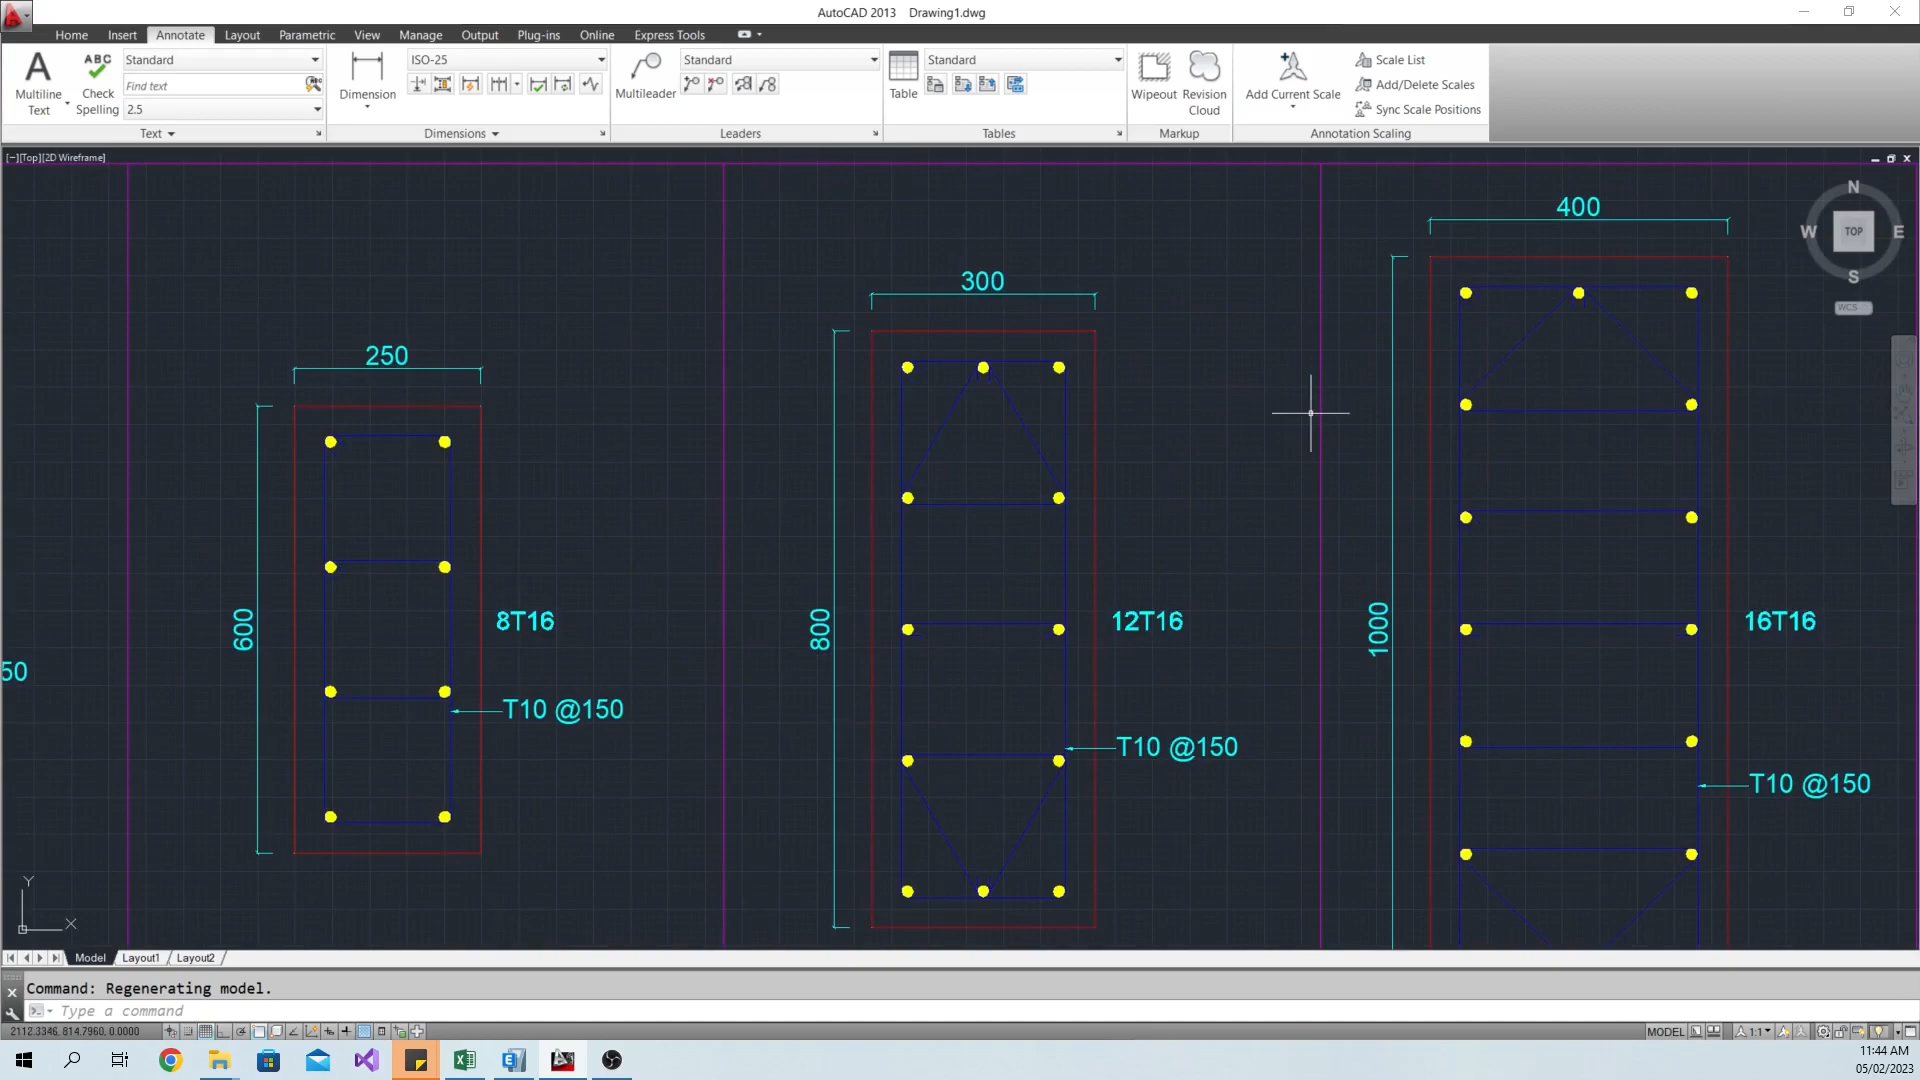 AutoCAD 2013 Drawing1.dwg
Home Insert Annotate Layout Parametric View Manage Output Plug-ins Online Express Tools
A
Multiline
Text
ABC
Check
Spelling
Standard
Find text
ABC
2.5
Text
Dimension
ISO-25
Dimensions
Multileader
Standard
Leaders
Table
Standard
Tables
Wipeout
Revision
Cloud
Markup
Add Current Scale
Scale List
Add/Delete Scales
Sync Scale Positions
Annotation Scaling
[−][Top][2D Wireframe]
N
W TOP E
S
WCS
50
250
600
8T16
T10 @150
300
800
12T16
T10 @150
400
1000
16T16
T10 @150
Y
X
Model Layout1 Layout2
Command: Regenerating model.
Type a command
2112.3346, 814.7960, 0.0000
MODEL
1:1
11:44 AM
05/02/2023